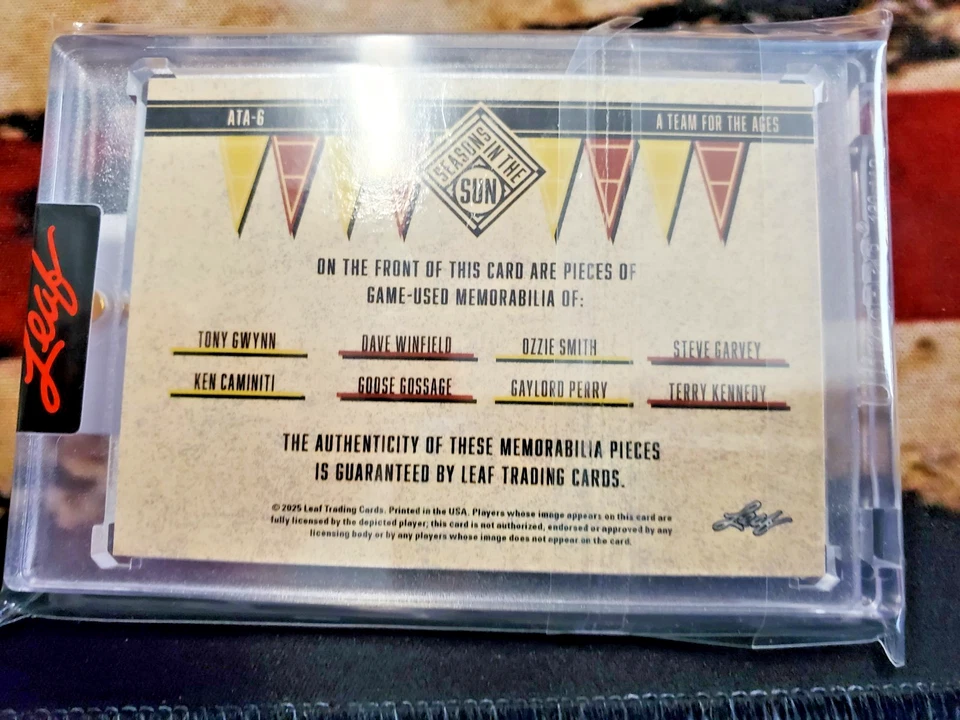 Leaf
ATA-6
A TEAM FOR THE AGES
SEASONS IN THE
SUN
ON THE FRONT OF THIS CARD ARE PIECES OF
GAME-USED MEMORABILIA OF:
TONY GWYNN DAVE WINFIELD OZZIE SMITH STEVE GARVEY
KEN CAMINITI GOOSE GOSSAGE GAYLORD PERRY TERRY KENNEDY
THE AUTHENTICITY OF THESE MEMORABILIA PIECES
IS GUARANTEED BY LEAF TRADING CARDS.
© 2025 Leaf Trading Cards. Printed in the USA. Players whose image appears on this card are
fully licensed by the depicted player; this card is not authorized, endorsed or approved by any
licensing body or by any players whose image does not appear on the card.
Leaf